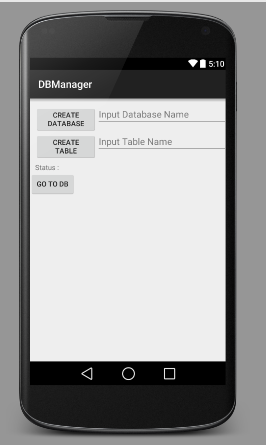 5:10
DBManager
CREATE
DATABASE
Input Database Name
CREATE
TABLE
Input Table Name
Status :
GO TO DB